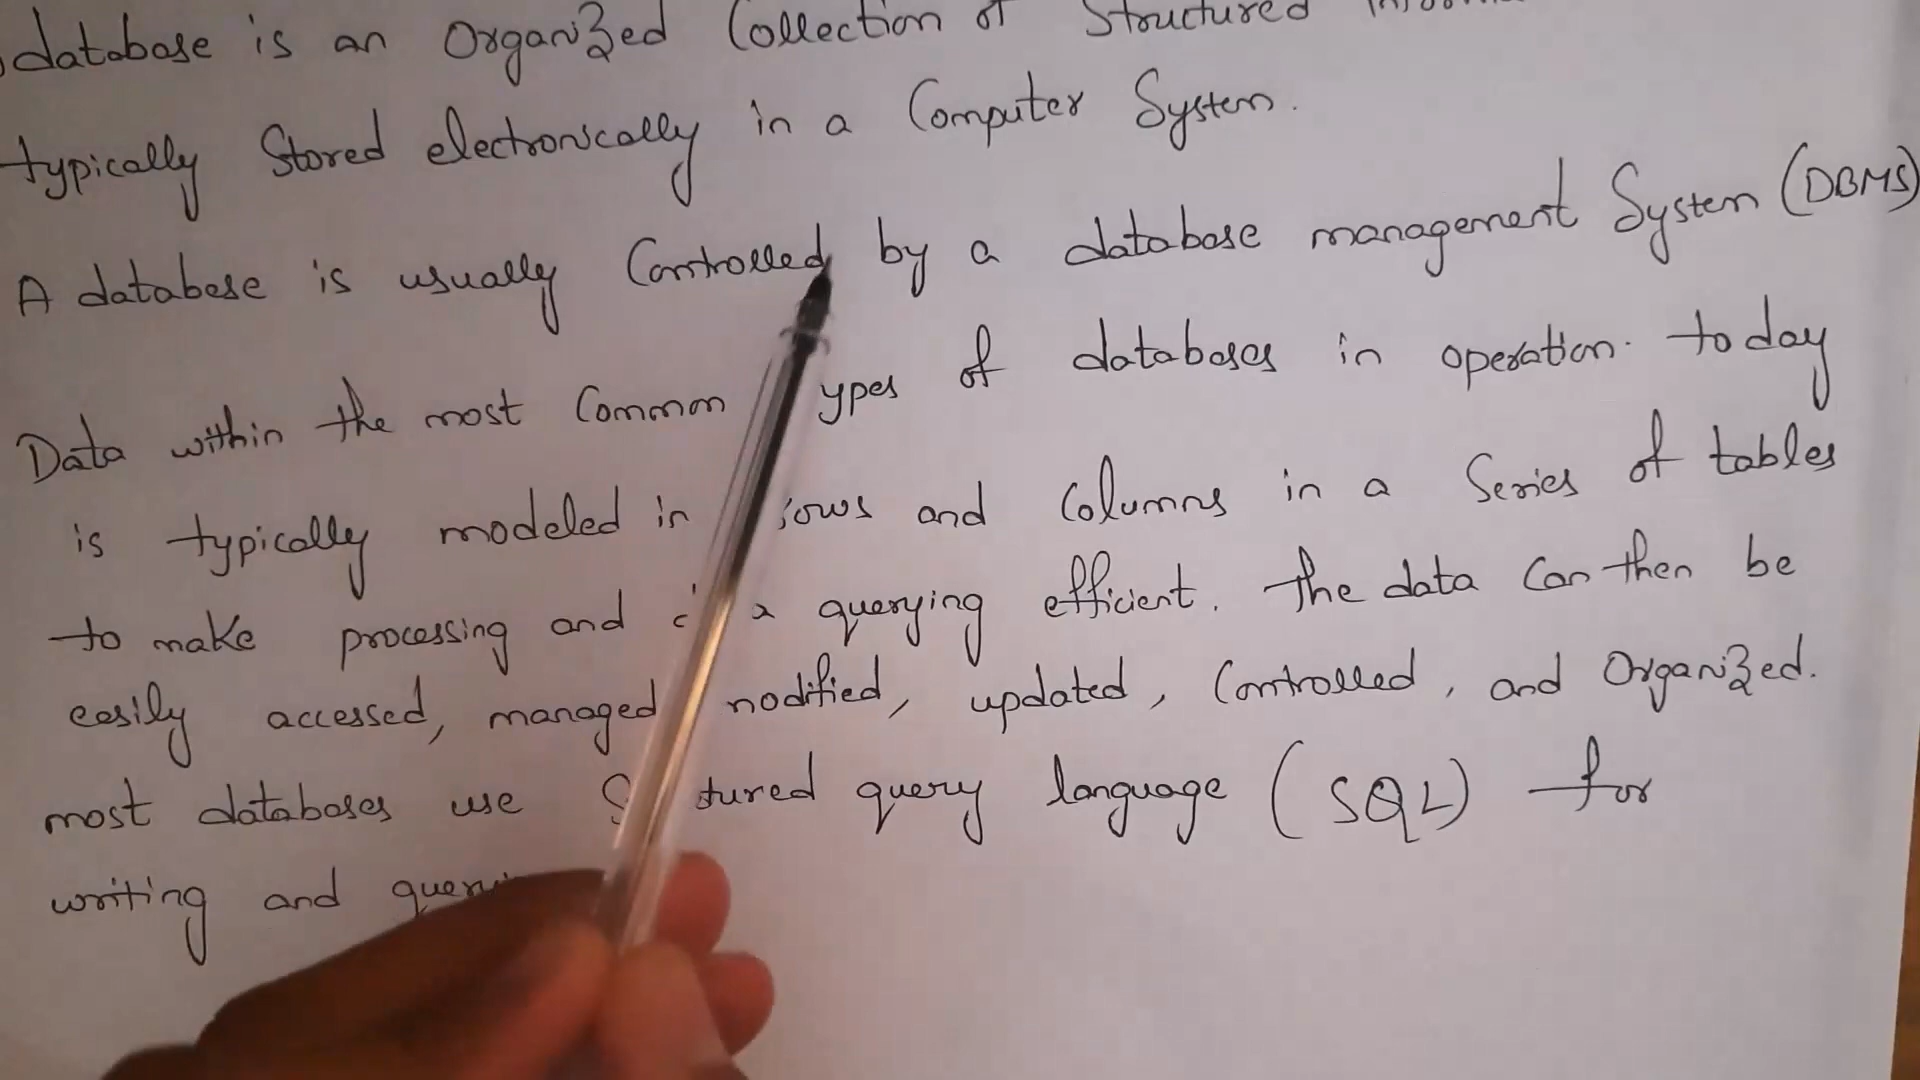 database is an Organized Collection of Structured
typically Stored electronically in a Computer System.
A database is usually Controlled by a database management System (DBMS)
Data within the most Common ypes of databases in operation. today
is typically modeled in rows and Columns in a Series of tables
to make processing and querying efficient. the data can then be
easily accessed, managed modified, updated, Controlled, and Organized.
most databases use S tured query language (SQL) for
writing and